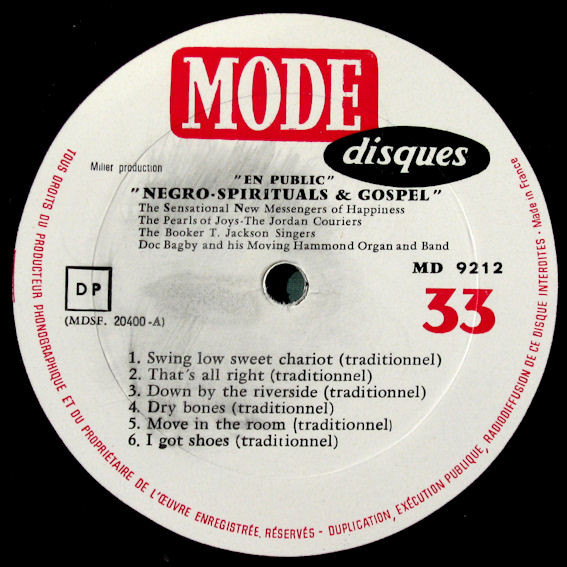 MODE
disques
Miller production
"EN PUBLIC"
"NEGRO-SPIRITUALS & GOSPEL"
The Sensational New Messengers of Happiness
The Pearls of Joys-The Jordan Couriers
The Booker T. Jackson Singers
Doc Bagby and his Moving Hammond Organ and Band
MD 9212
DP
33
(MDSF. 20400-A)
1. Swing low sweet chariot (traditionnel)
2. That's all right (traditionnel)
3. Down by the riverside (traditionnel)
4. Dry bones (traditionnel)
5. Move in the room (traditionnel)
6. I got shoes (traditionnel)
TOUS DROITS DU PRODUCTEUR PHONOGRAPHIQUE ET DU PROPRIÉTAIRE DE L'ŒUVRE ENREGISTRÉE, RÉSERVÉS - DUPLICATION, EXÉCUTION PUBLIQUE, RADIODIFFUSION DE CE DISQUE INTERDITES - Made in France